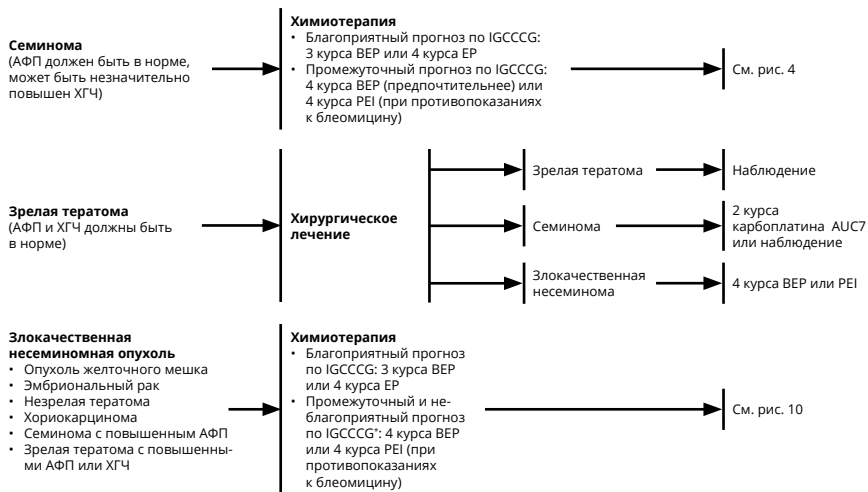 Семинома
(АФП должен быть в норме,
может быть незначительно
повышен ХГЧ)
Химиотерапия
• Благоприятный прогноз по IGCCCG:
3 курса BEP или 4 курса EP
• Промежуточный прогноз по IGCCCG:
4 курса BEP (предпочтительнее) или
4 курса PEI (при противопоказаниях
к блеомицину)
См. рис. 4
Зрелая тератома
(АФП и ХГЧ должны быть
в норме)
Хирургическое
лечение
Зрелая тератома
Наблюдение
Семинома
2 курса
карбоплатина AUC7
или наблюдение
Злокачественная
несеминома
4 курса BEP или PEI
Злокачественная
несеминомная опухоль
• Опухоль желточного мешка
• Эмбриональный рак
• Незрелая тератома
• Хориокарцинома
• Семинома с повышенным АФП
• Зрелая тератома с повышенны-
ми АФП или ХГЧ
Химиотерапия
• Благоприятный прогноз
по IGCCCG: 3 курса BEP
или 4 курса EP
• Промежуточный и не-
благоприятный прогноз
по IGCCCG*: 4 курса BEP
или 4 курса PEI (при
противопоказаниях
к блеомицину)
См. рис. 10